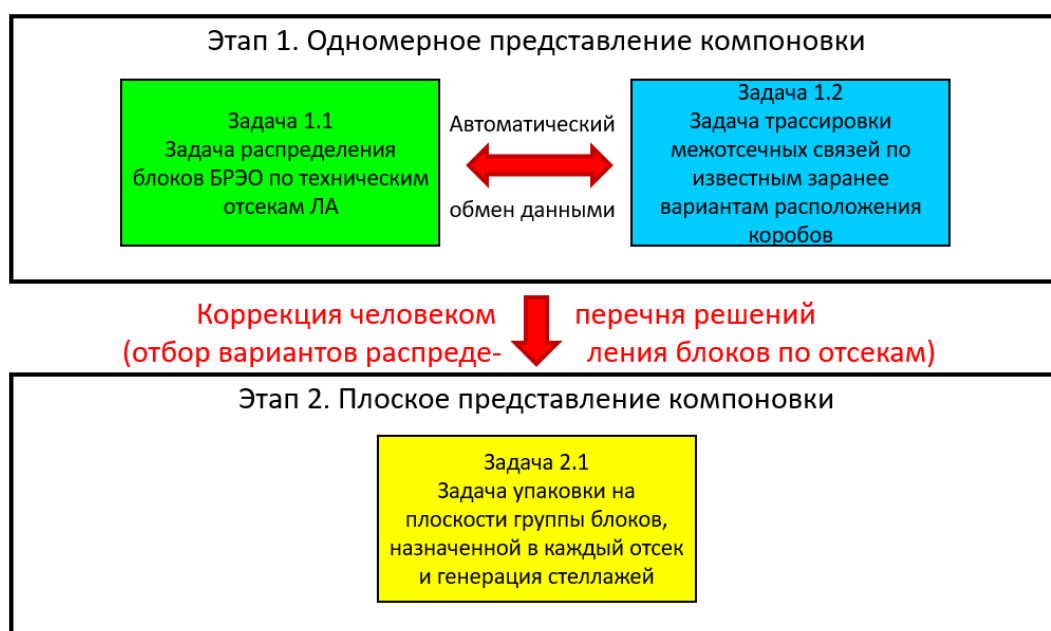 Этап 1. Одномерное представление компоновки
Задача 1.1
Задача распределения
блоков БРЭО по техническим
отсекам ЛА
Автоматический
обмен данными
Задача 1.2
Задача трассировки
межотсечных связей по
известным заранее
вариантам расположения
коробов
Коррекция человеком перечня решений
(отбор вариантов распреде- ления блоков по отсекам)
Этап 2. Плоское представление компоновки
Задача 2.1
Задача упаковки на
плоскости группы блоков,
назначенной в каждый отсек
и генерация стеллажей